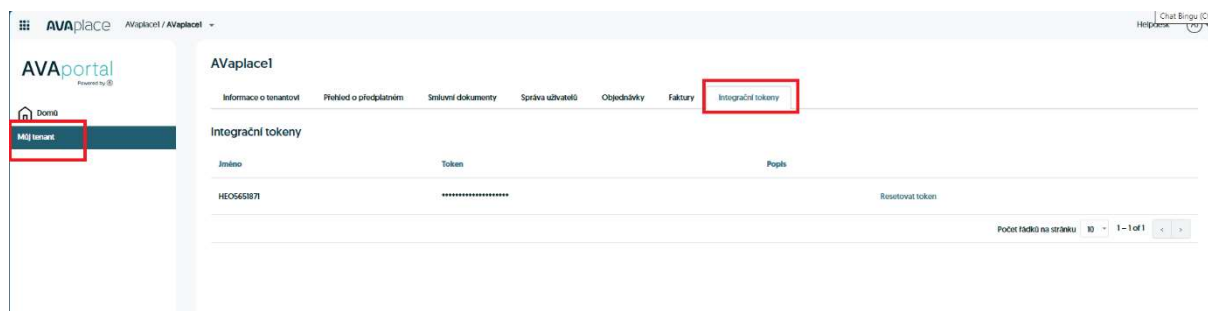 Chat Bingu (C
AVAplace AVaplace1 / AVaplace1 Helpdesk
AVAportal
Powered by
Domů
Můj tenant
AVaplace1
Informace o tenantovi Přehled o předplatném Smluvní dokumenty Správa uživatelů Objednávky Faktury Integrační tokeny
Integrační tokeny
Jméno Token Popis
HEO5651871 ******************** Resetovat token
Počet řádků na stránku 10 1 – 1 of 1 < >